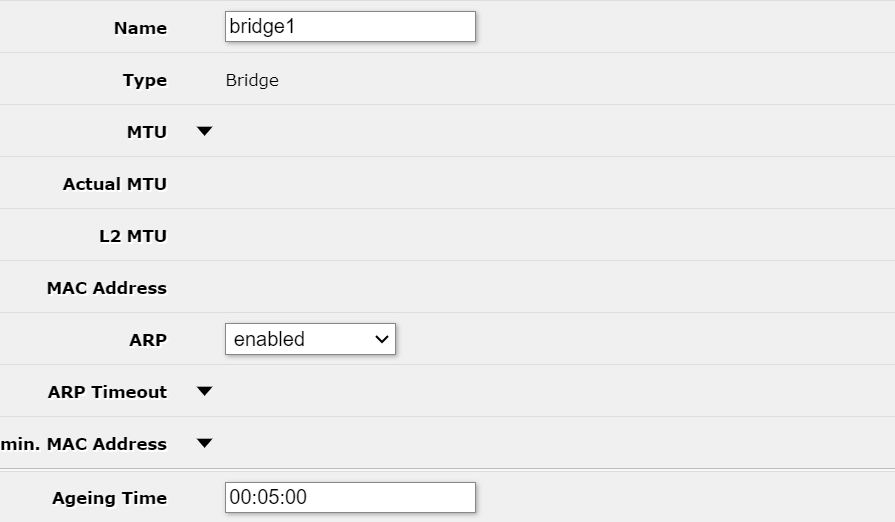 Name bridge1
Type Bridge
MTU
Actual MTU
L2 MTU
MAC Address
ARP enabled
ARP Timeout
min. MAC Address
Ageing Time 00:05:00